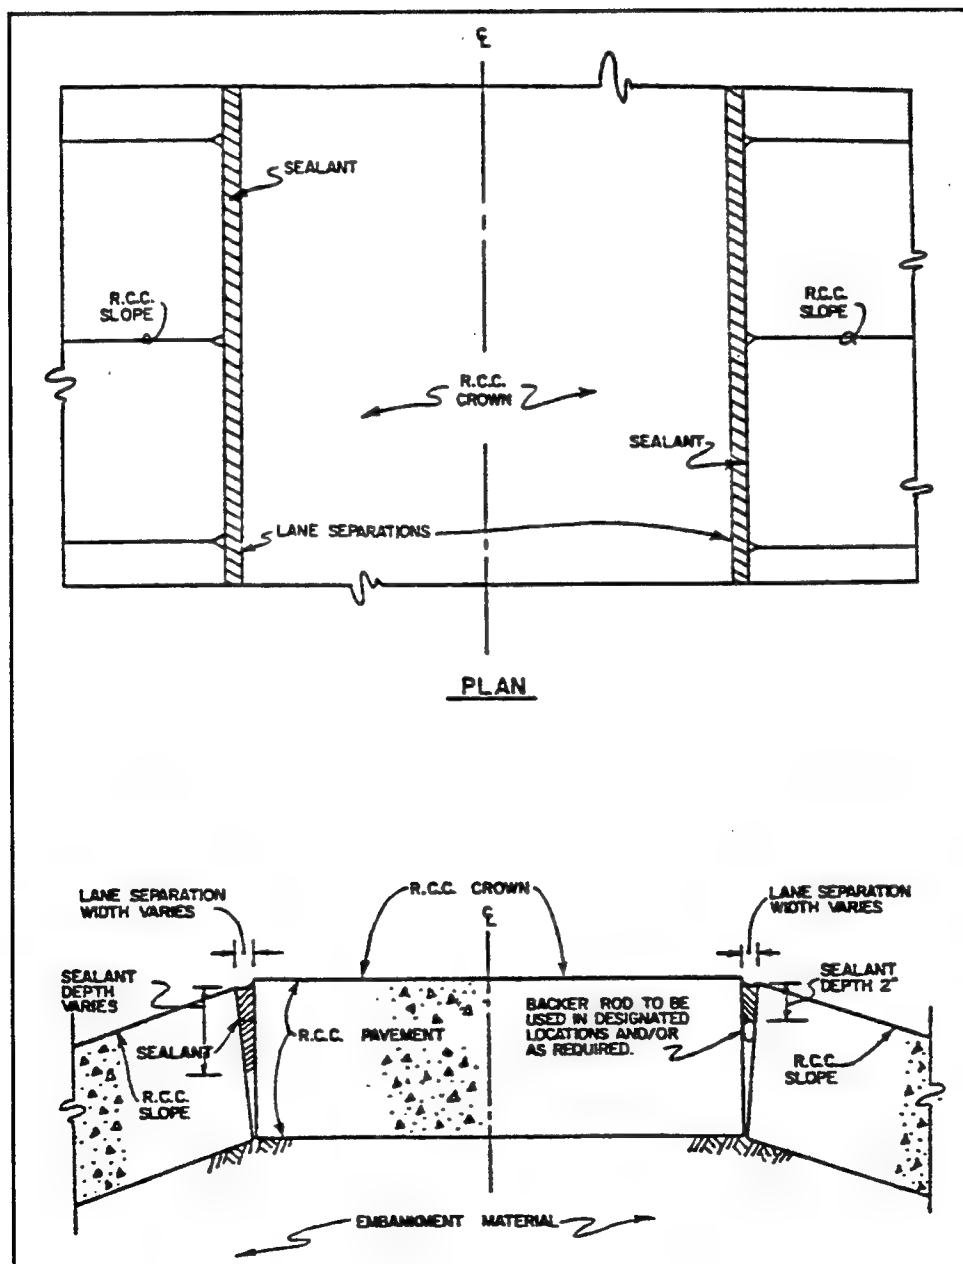 ℄
SEALANT
R.C.C.
SLOPE
R.C.C.
SLOPE
R.C.C.
CROWN
SEALANT
LANE SEPARATIONS
PLAN
LANE SEPARATION
WIDTH VARIES
R.C.C. CROWN
℄
LANE SEPARATION
WIDTH VARIES
SEALANT
DEPTH
VARIES
SEALANT
DEPTH 2"
BACKER ROD TO BE
USED IN DESIGNATED
LOCATIONS AND/OR
AS REQUIRED.
SEALANT
R.C.C. PAVEMENT
R.C.C.
SLOPE
R.C.C.
SLOPE
EMBANKMENT MATERIAL